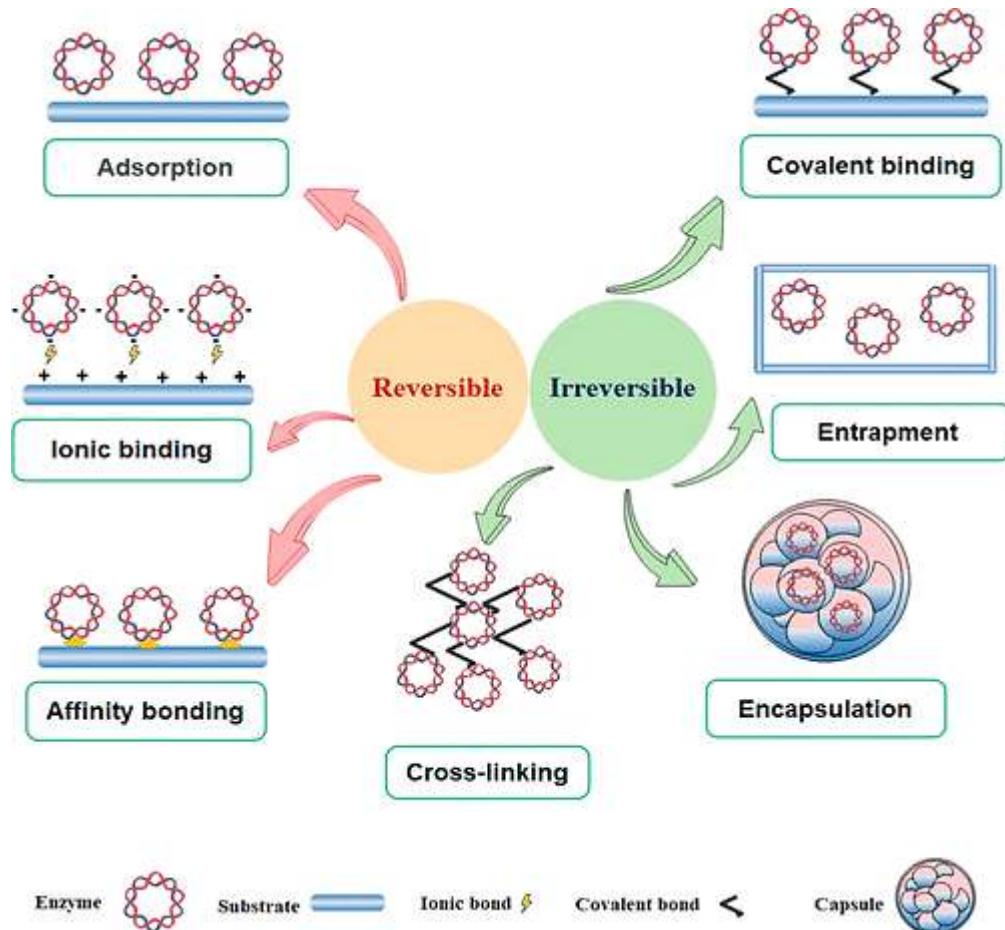 Adsorption
Covalent binding
Reversible
Irreversible
Ionic binding
Entrapment
Affinity bonding
Encapsulation
Cross-linking
Enzyme
Substrate
Ionic bond
Covalent bond
Capsule